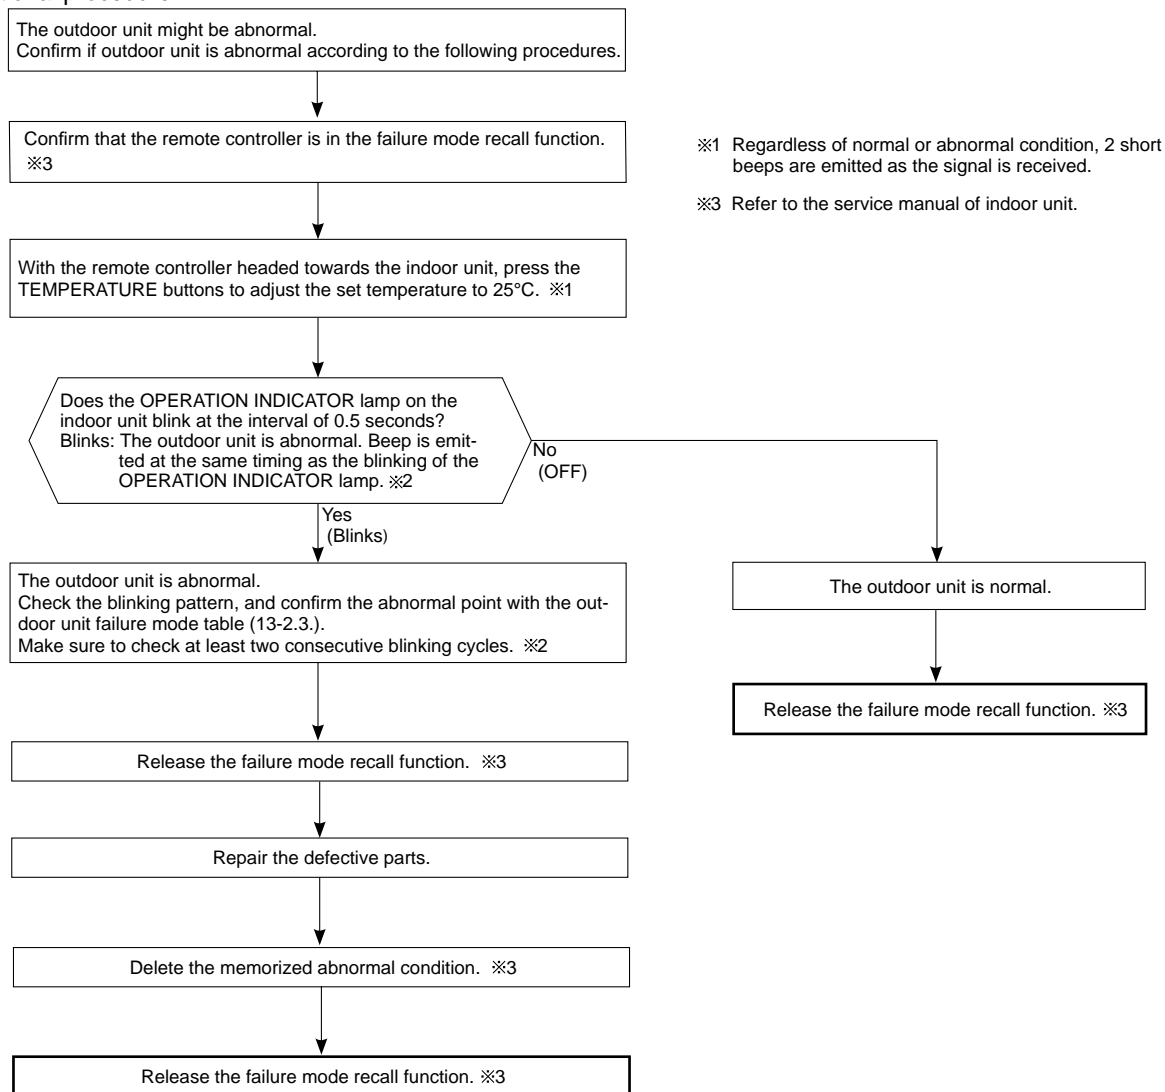 The outdoor unit might be abnormal.
Confirm if outdoor unit is abnormal according to the following procedures.
Confirm that the remote controller is in the failure mode recall function.
※3
※1 Regardless of normal or abnormal condition, 2 short
beeps are emitted as the signal is received.
※3 Refer to the service manual of indoor unit.
With the remote controller headed towards the indoor unit, press the
TEMPERATURE buttons to adjust the set temperature to 25°C. ※1
Does the OPERATION INDICATOR lamp on the
indoor unit blink at the interval of 0.5 seconds?
Blinks: The outdoor unit is abnormal. Beep is emit-
ted at the same timing as the blinking of the
OPERATION INDICATOR lamp. ※2
No
(OFF)
Yes
(Blinks)
The outdoor unit is abnormal.
Check the blinking pattern, and confirm the abnormal point with the out-
door unit failure mode table (13-2.3.).
Make sure to check at least two consecutive blinking cycles. ※2
The outdoor unit is normal.
Release the failure mode recall function. ※3
Release the failure mode recall function. ※3
Repair the defective parts.
Delete the memorized abnormal condition. ※3
Release the failure mode recall function. ※3